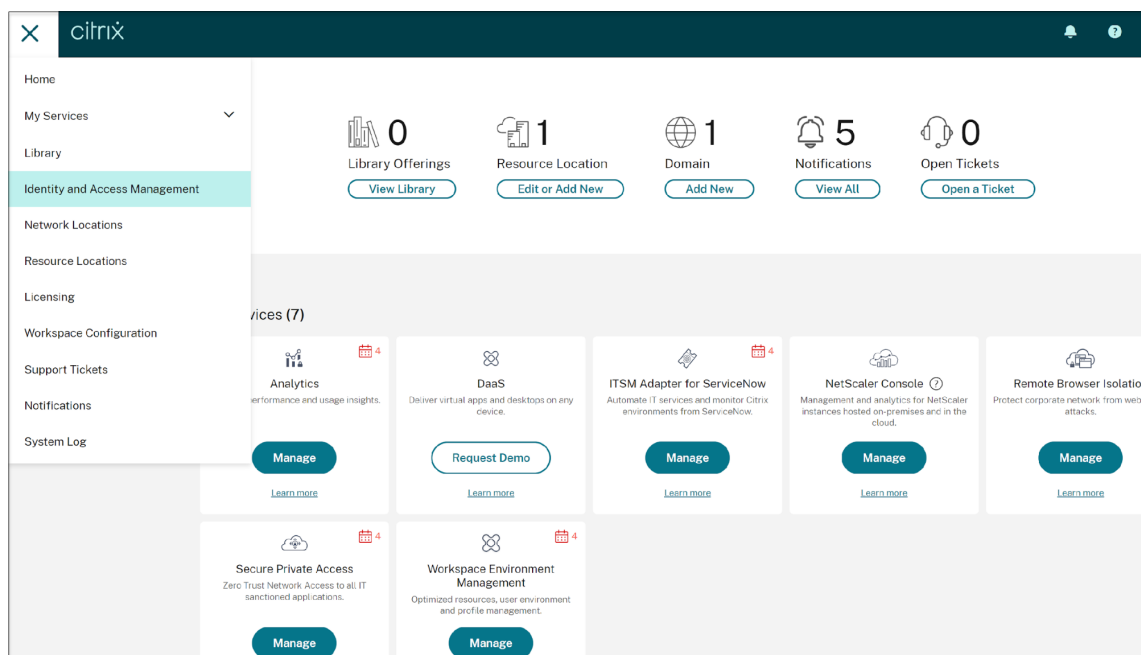 citrix
Home
My Services
Library
Identity and Access Management
Network Locations
Resource Locations
Licensing
Workspace Configuration
Support Tickets
Notifications
System Log
0
Library Offerings
View Library
1
Resource Location
Edit or Add New
1
Domain
Add New
5
Notifications
View All
0
Open Tickets
Open a Ticket
vices (7)
4
Analytics
erformance and usage insights.
Manage
Learn more
DaaS
Deliver virtual apps and desktops on any
device.
Request Demo
Learn more
4
ITSM Adapter for ServiceNow
Automate IT services and monitor Citrix
environments from ServiceNow.
Manage
Learn more
NetScaler Console ?
Management and analytics for NetScaler
instances hosted on-premises and in the
cloud.
Manage
Learn more
Remote Browser Isolatio
Protect corporate network from web
attacks.
Manage
Learn more
4
Secure Private Access
Zero Trust Network Access to all IT
sanctioned applications.
Manage
4
Workspace Environment
Management
Optimized resources, user environment
and profile management.
Manage